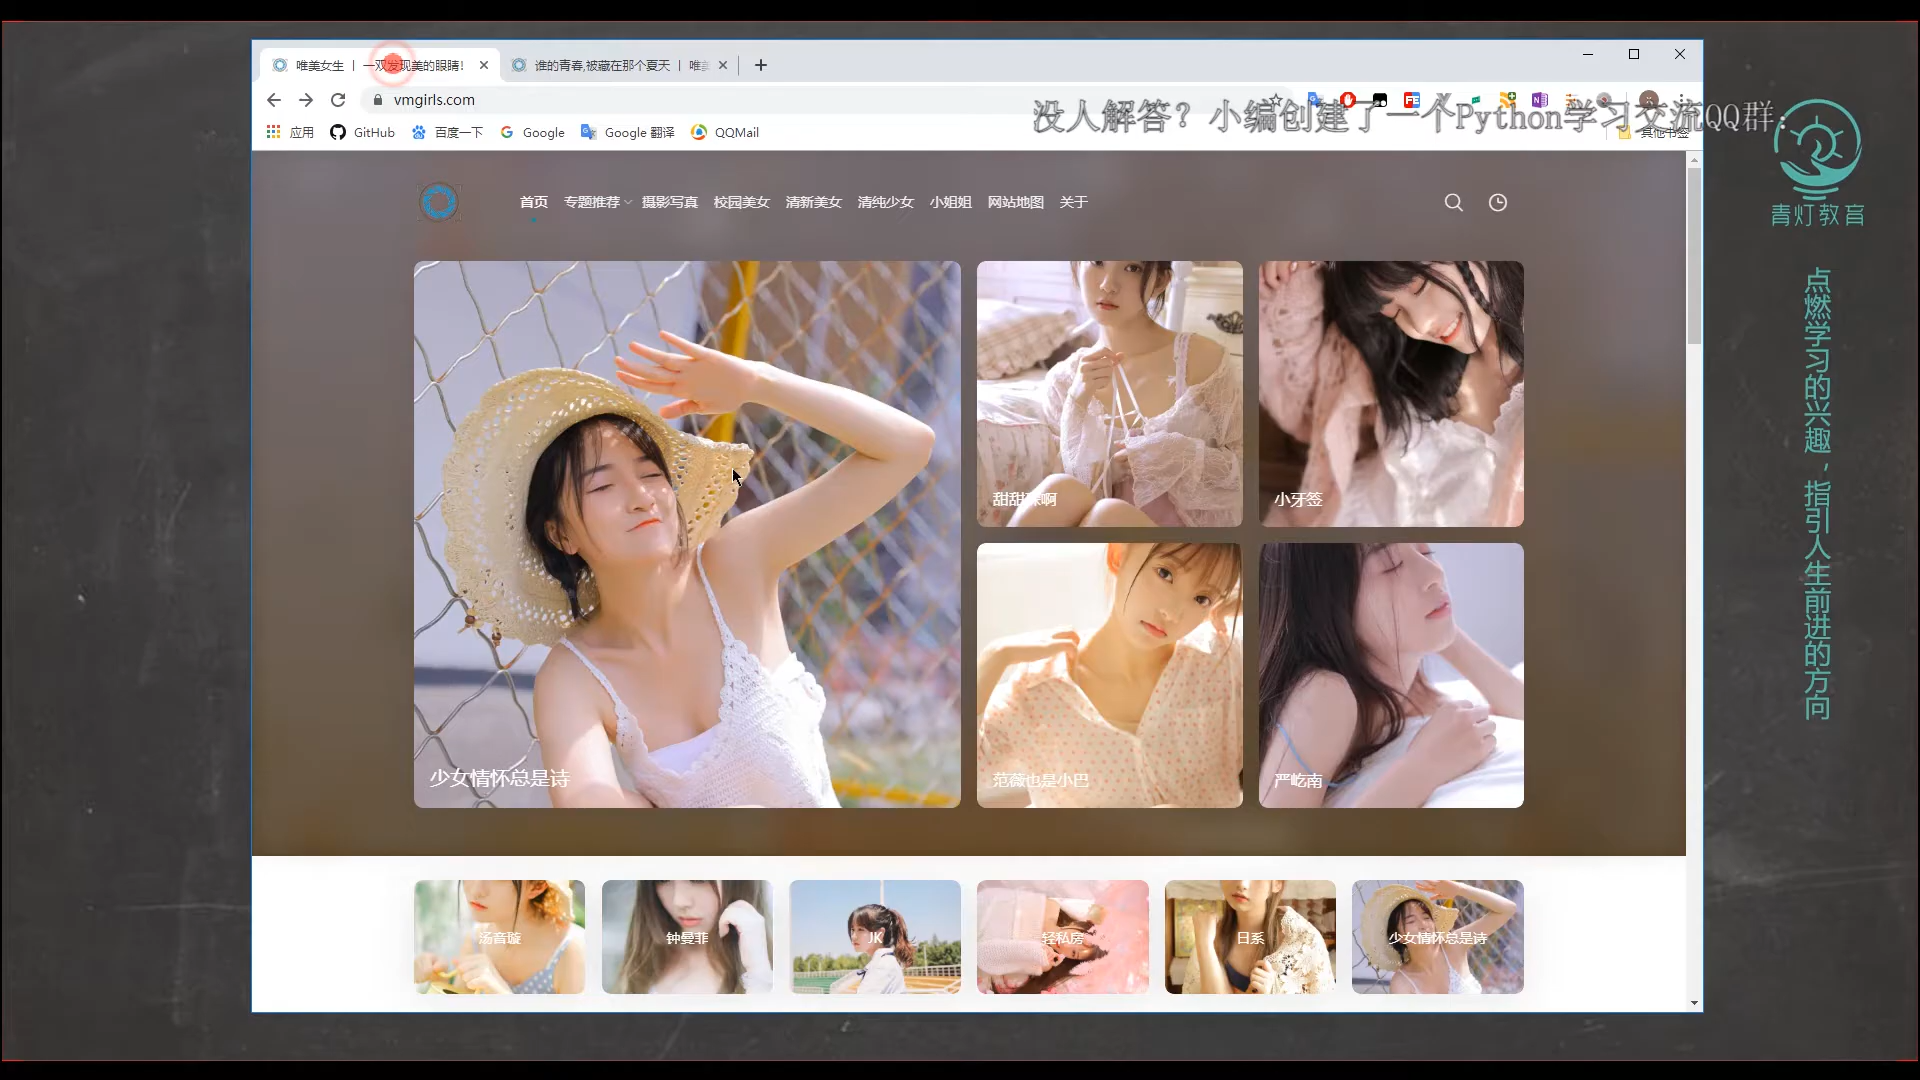 唯美女生 | 一双发现美的眼睛!
谁的青春,被藏在那个夏天 | 唯美
vmgirls.com
没人解答？小编创建了一个Python学习交流QQ群：
应用
GitHub
百度一下
Google
Google 翻译
QQMail
其他书签
首页
专题推荐
摄影写真
校园美女
清新美女
清纯少女
小姐姐
网站地图
关于
青灯教育
点燃学习的兴趣，指引人生前进的方向
少女情怀总是诗
小牙签
范薇也是小巴
严屹南
汤音璇
钟曼菲
JK
轻私房
日系
少女情怀总是诗